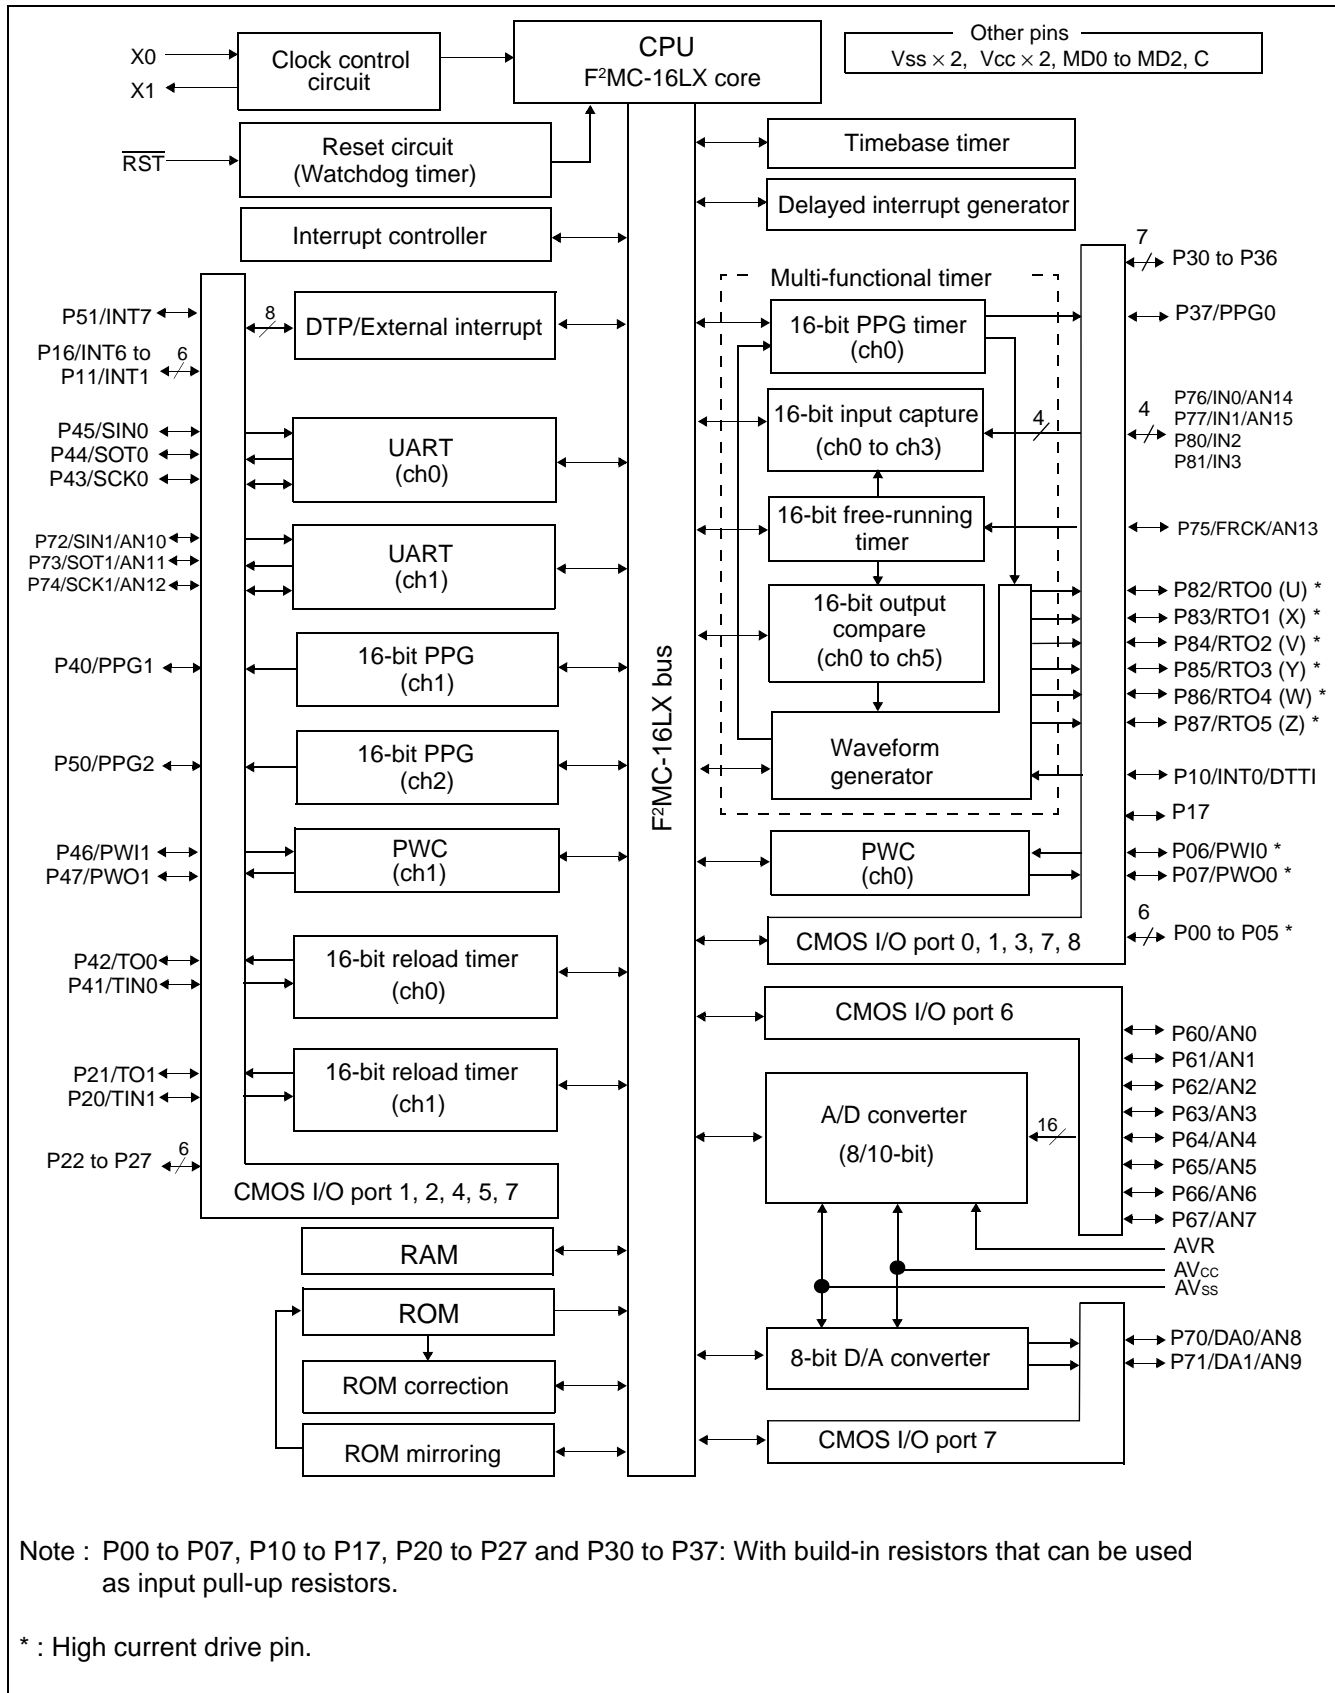 X0
X1
Clock control
circuit
CPU
F²MC-16LX core
Other pins
Vss × 2, Vcc × 2, MD0 to MD2, C
RST
Reset circuit
(Watchdog timer)
Timebase timer
Delayed interrupt generator
Interrupt controller
F²MC-16LX bus
P51/INT7
8
DTP/External interrupt
P16/INT6 to
P11/INT1
6
P45/SIN0
P44/SOT0
P43/SCK0
UART
(ch0)
P72/SIN1/AN10
P73/SOT1/AN11
P74/SCK1/AN12
UART
(ch1)
P40/PPG1
16-bit PPG
(ch1)
P50/PPG2
16-bit PPG
(ch2)
P46/PWI1
P47/PWO1
PWC
(ch1)
P42/TO0
P41/TIN0
16-bit reload timer
(ch0)
P21/TO1
P20/TIN1
16-bit reload timer
(ch1)
P22 to P27
6
CMOS I/O port 1, 2, 4, 5, 7
RAM
ROM
ROM correction
ROM mirroring
Multi-functional timer
16-bit PPG timer
(ch0)
16-bit input capture
(ch0 to ch3)
4
16-bit free-running
timer
16-bit output
compare
(ch0 to ch5)
Waveform
generator
PWC
(ch0)
CMOS I/O port 0, 1, 3, 7, 8
7
P30 to P36
P37/PPG0
4
P76/IN0/AN14
P77/IN1/AN15
P80/IN2
P81/IN3
P75/FRCK/AN13
P82/RTO0 (U) *
P83/RTO1 (X) *
P84/RTO2 (V) *
P85/RTO3 (Y) *
P86/RTO4 (W) *
P87/RTO5 (Z) *
P10/INT0/DTTI
P17
P06/PWI0 *
P07/PWO0 *
6
P00 to P05 *
CMOS I/O port 6
A/D converter
(8/10-bit)
16
P60/AN0
P61/AN1
P62/AN2
P63/AN3
P64/AN4
P65/AN5
P66/AN6
P67/AN7
AVR
AVcc
AVss
8-bit D/A converter
P70/DA0/AN8
P71/DA1/AN9
CMOS I/O port 7
Note : P00 to P07, P10 to P17, P20 to P27 and P30 to P37: With build-in resistors that can be used
as input pull-up resistors.
* : High current drive pin.